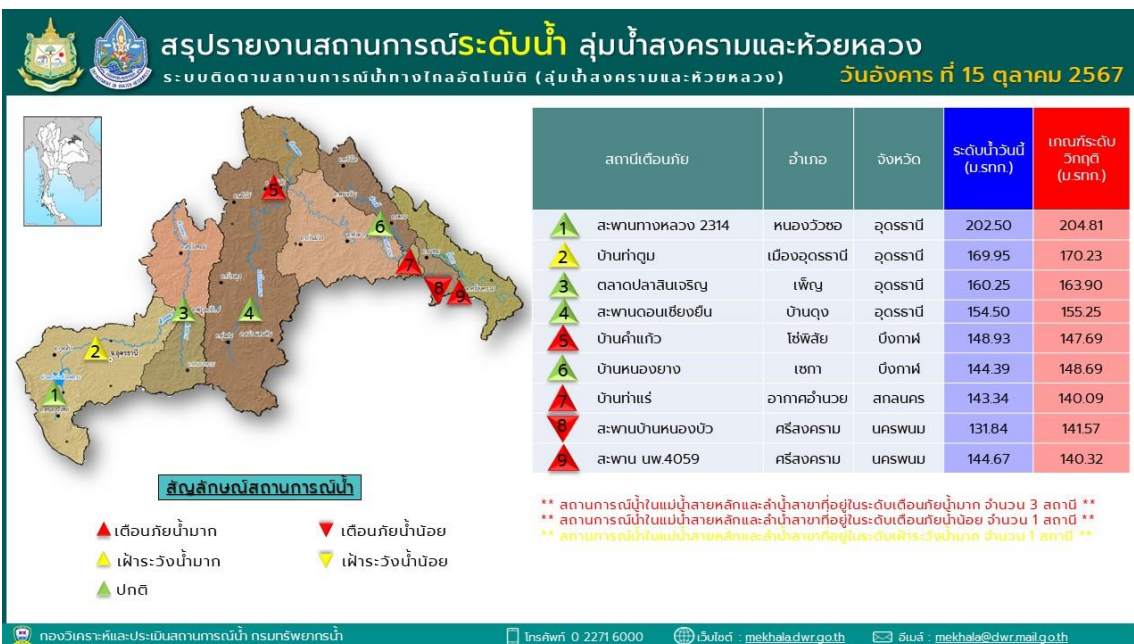 สรุปรายงานสถานการณ์ระดับน้ำ ลุ่มน้ำสงครามและห้วยหลวง
ระบบติดตามสถานการณ์น้ำทางไกลอัตโนมัติ (ลุ่มน้ำสงครามและห้วยหลวง)
วันอังคาร ที่ 15 ตุลาคม 2567
5
6
7
8
9
3
4
2
1
สถานีเตือนภัย อำเภอ จังหวัด ระดับน้ำวันนี้ (ม.รทก.) เกณฑ์ระดับวิกฤติ (ม.รทก.)
1 สะพานทางหลวง 2314 หนองวัวซอ อุดรธานี 202.50 204.81
2 บ้านท่าตูม เมืองอุดรธานี อุดรธานี 169.95 170.23
3 ตลาดปลาสินเจริญ เพ็ญ อุดรธานี 160.25 163.90
4 สะพานดอนเชียงยืน บ้านดุง อุดรธานี 154.50 155.25
5 บ้านคำแก้ว โซ่พิสัย บึงกาฬ 148.93 147.69
6 บ้านหนองยาง เซกา บึงกาฬ 144.39 148.69
7 บ้านท่าแร่ อากาศอำนวย สกลนคร 143.34 140.09
8 สะพานบ้านหนองบัว ศรีสงคราม นครพนม 131.84 141.57
9 สะพาน นพ.4059 ศรีสงคราม นครพนม 144.67 140.32
สัญลักษณ์สถานการณ์น้ำ
เตือนภัยน้ำมาก
เตือนภัยน้ำน้อย
เฝ้าระวังน้ำมาก
เฝ้าระวังน้ำน้อย
ปกติ
** สถานการณ์น้ำในแม่น้ำสายหลักและลำน้ำสาขาที่อยู่ในระดับเตือนภัยน้ำมาก จำนวน 3 สถานี **
** สถานการณ์น้ำในแม่น้ำสายหลักและลำน้ำสาขาที่อยู่ในระดับเตือนภัยน้ำน้อย จำนวน 1 สถานี **
** สถานการณ์น้ำในแม่น้ำสายหลักและลำน้ำสาขาที่อยู่ในระดับเฝ้าระวังน้ำมาก จำนวน 1 สถานี **
กองวิเคราะห์และประเมินสถานการณ์น้ำ กรมทรัพยากรน้ำ
โทรศัพท์ 0 2271 6000
เว็บไซต์ : mekhala.dwr.go.th
อีเมล์ : mekhala@dwr.mail.go.th